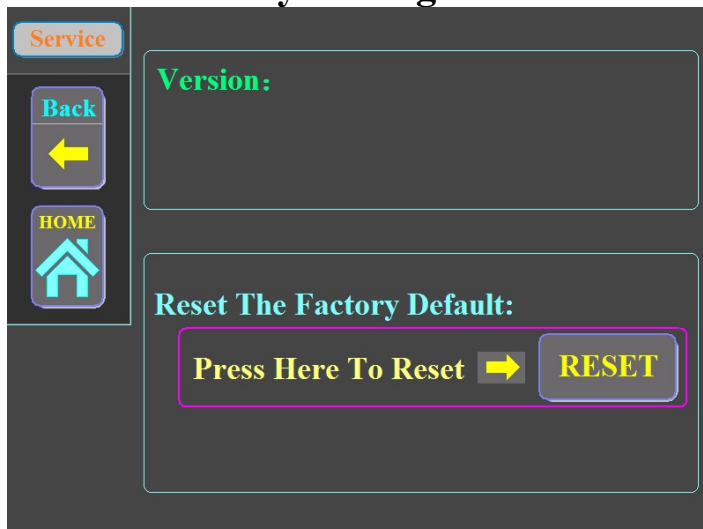 Service
Version：
Back
HOME
Reset The Factory Default:
Press Here To Reset RESET